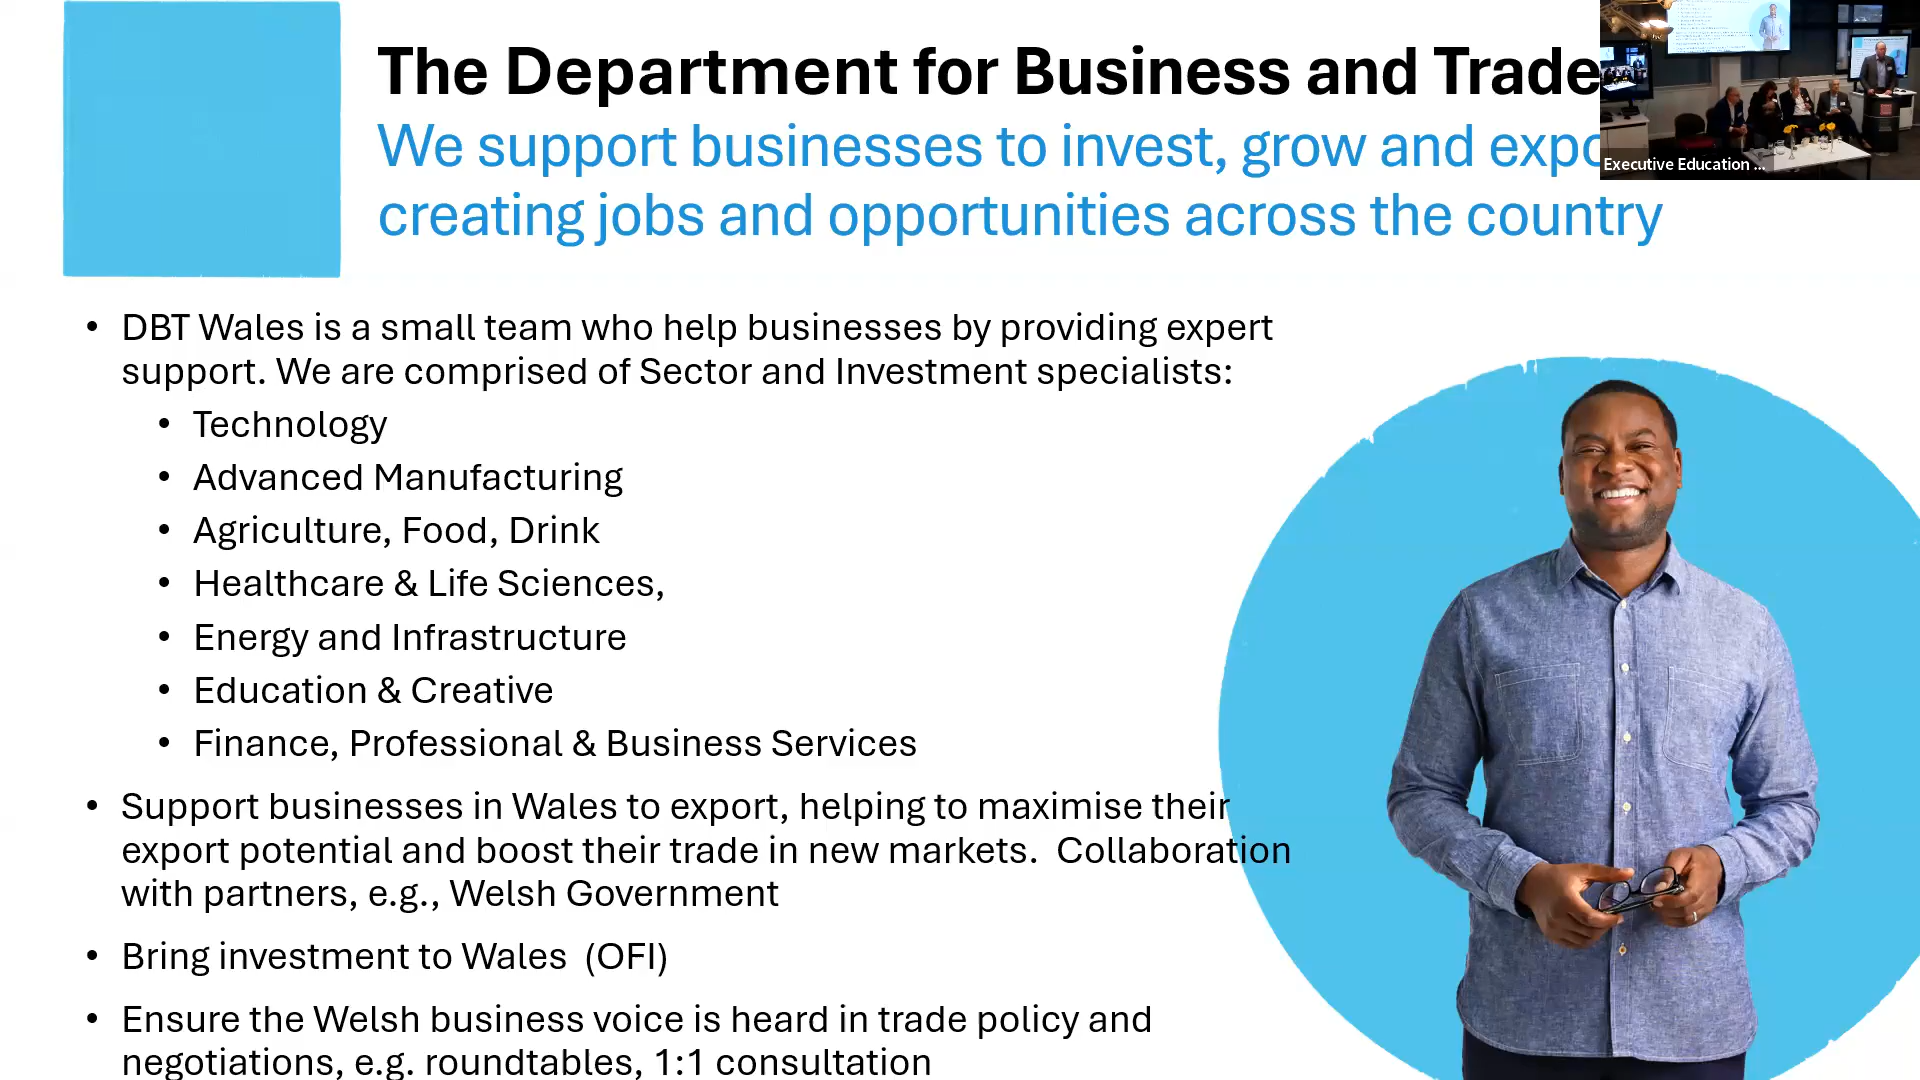 The Department for Business and Trade
We support businesses to invest, grow and
creating jobs and opportunities across the country
Executive Education ...
• DBT Wales is a small team who help businesses by providing expert
support. We are comprised of Sector and Investment specialists:
• Technology
• Advanced Manufacturing
• Agriculture, Food, Drink
• Healthcare & Life Sciences,
• Energy and Infrastructure
• Education & Creative
• Finance, Professional & Business Services
• Support businesses in Wales to export, helping to maximise their
export potential and boost their trade in new markets.  Collaboration
with partners, e.g., Welsh Government
• Bring investment to Wales  (OFI)
• Ensure the Welsh business voice is heard in trade policy and
negotiations, e.g. roundtables, 1:1 consultation